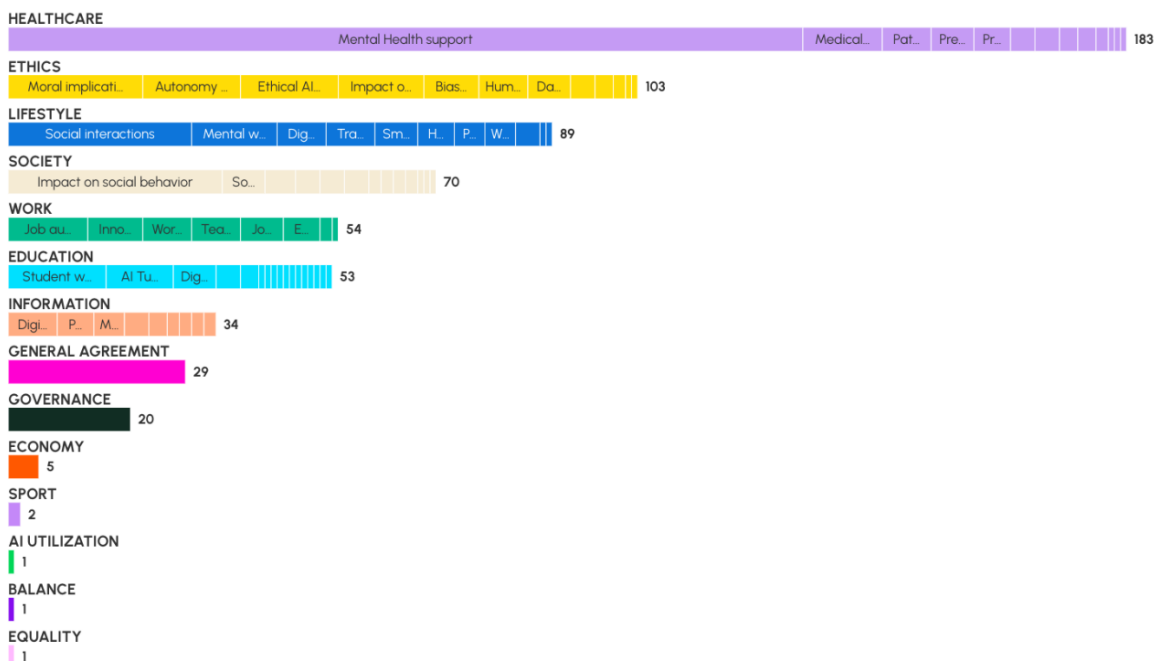 HEALTHCARE
Mental Health support Medical... Pat... Pre... Pr... 183
ETHICS
Moral implicati... Autonomy ... Ethical AI... Impact o... Bias... Hum... Da... 103
LIFESTYLE
Social interactions Mental w... Dig... Tra... Sm... H... P... W... 89
SOCIETY
Impact on social behavior So... 70
WORK
Job au... Inno... Wor... Tea... Jo... E... 54
EDUCATION
Student w... AI Tu... Dig... 53
INFORMATION
Digi... P... M... 34
GENERAL AGREEMENT
29
GOVERNANCE
20
ECONOMY
5
SPORT
2
AI UTILIZATION
1
BALANCE
1
EQUALITY
1